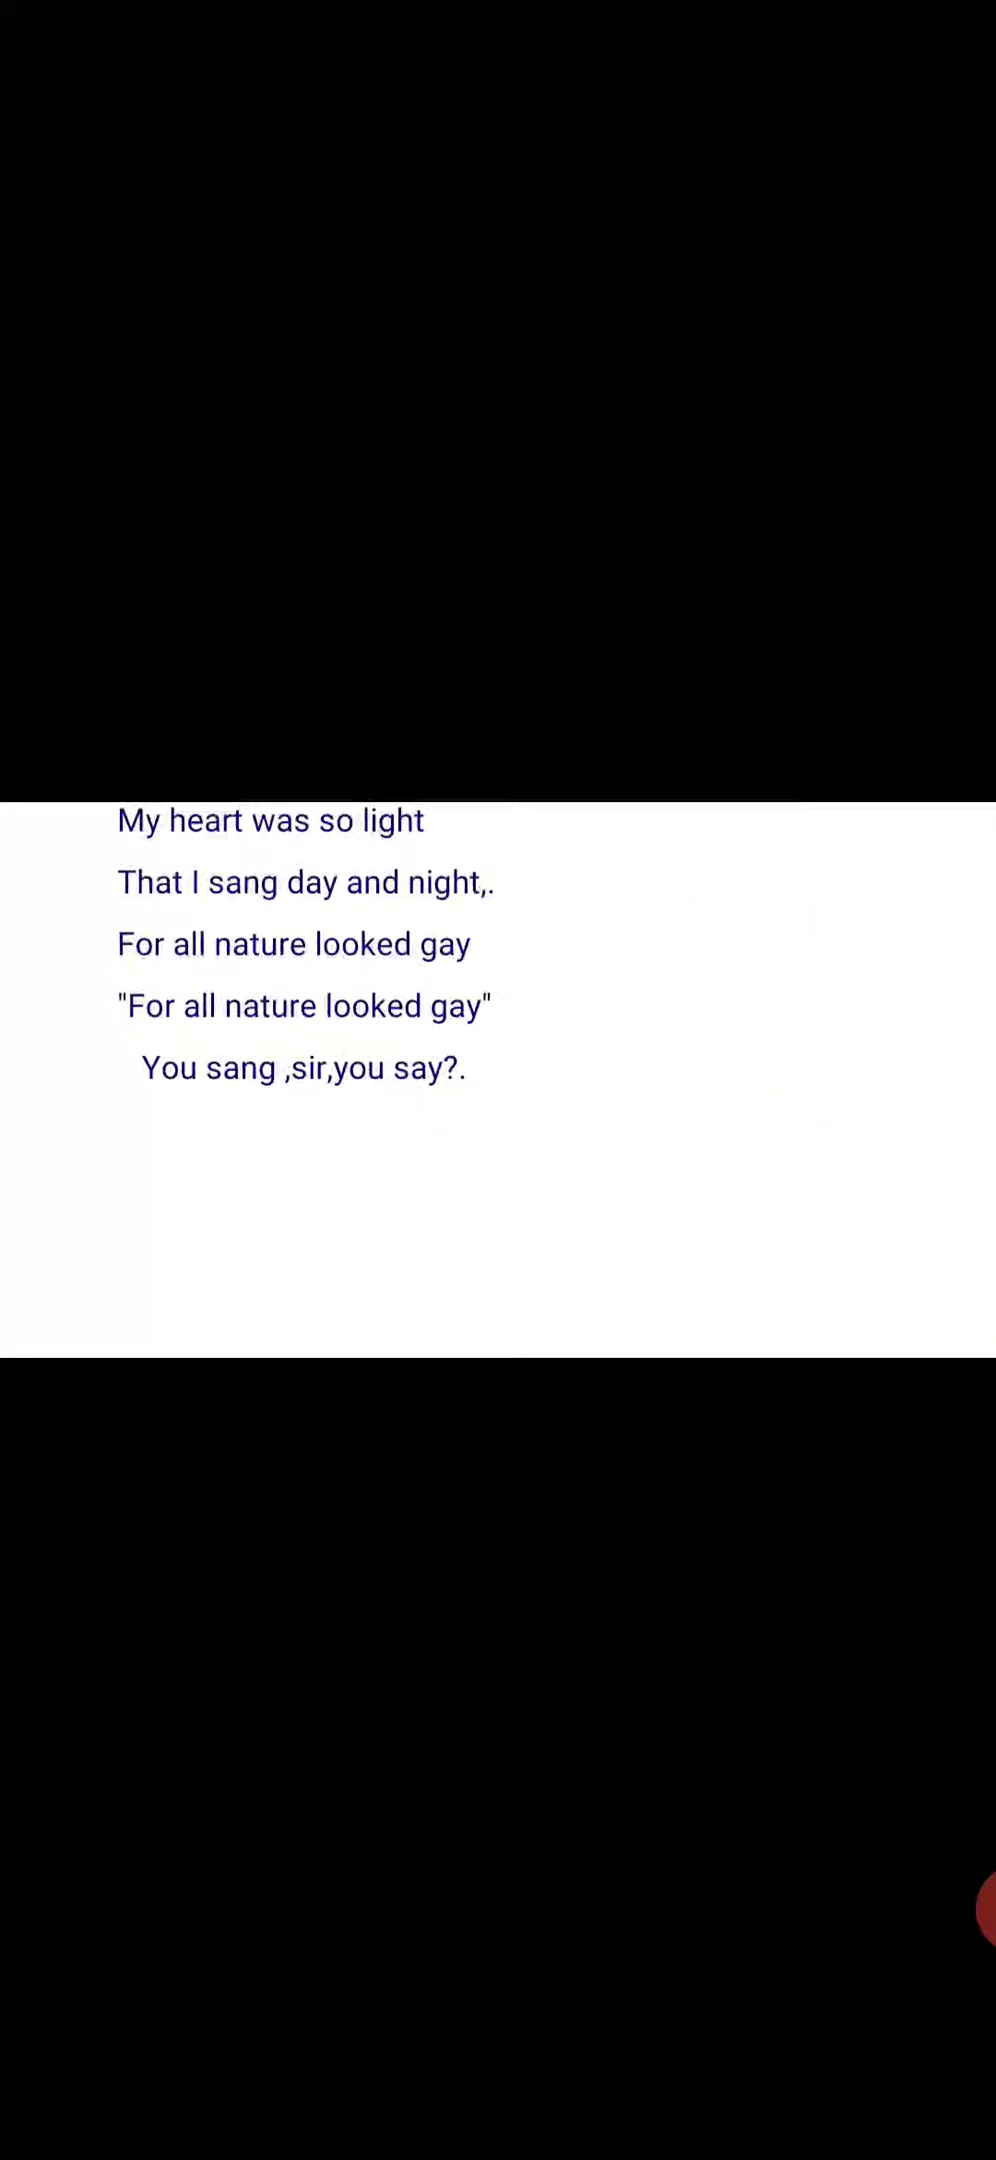 My heart was so light
That I sang day and night,.
For all nature looked gay
"For all nature looked gay"
You sang ,sir,you say?.